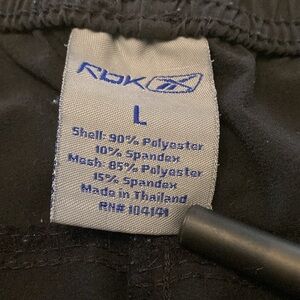 RBK
L
Shell: 90% Polyester
10% Spandex
Mesh: 85% Polyester
15% Spandex
Made in Thailand
RN# 104141